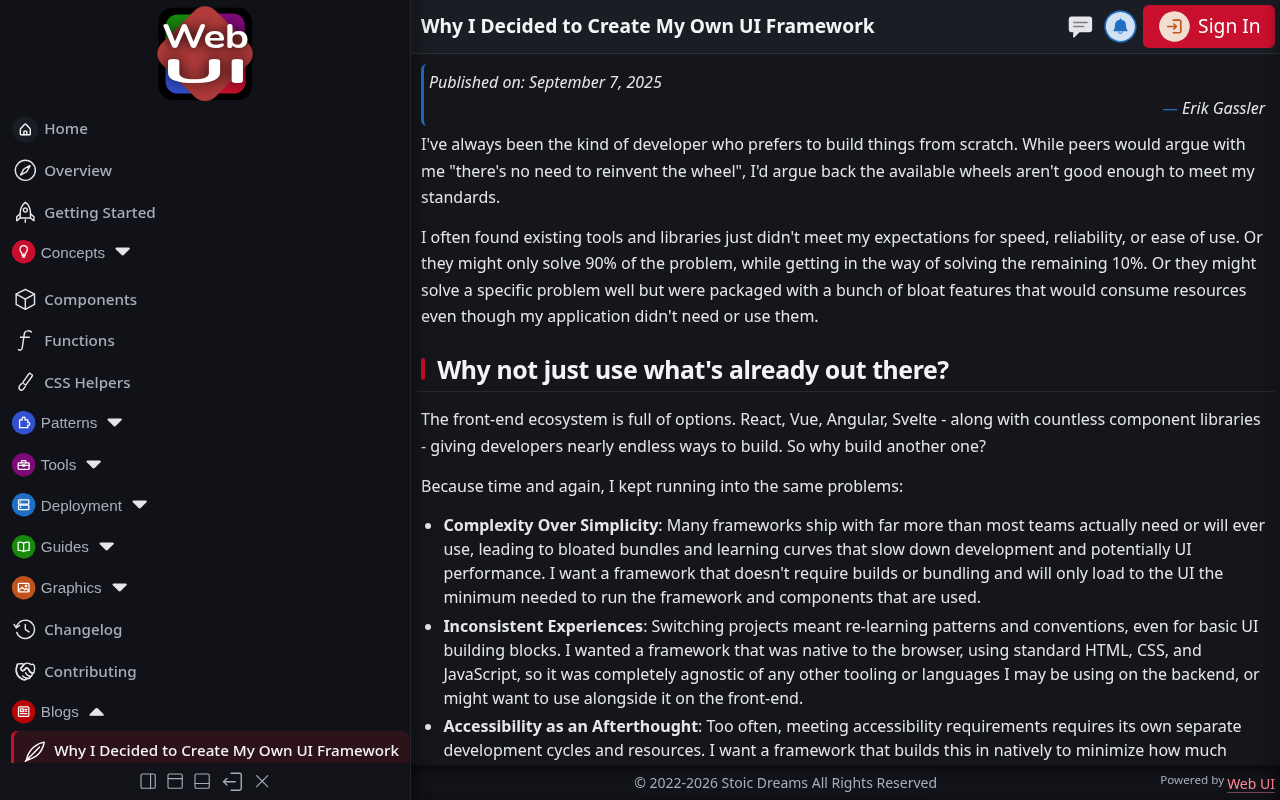 Web
UI
Home
Overview
Getting Started
Concepts
Components
Functions
CSS Helpers
Patterns
Tools
Deployment
Guides
Graphics
Changelog
Contributing
Blogs
Why I Decided to Create My Own UI Framework
Why I Decided to Create My Own UI Framework
Sign In
Published on: September 7, 2025
— Erik Gassler
I've always been the kind of developer who prefers to build things from scratch. While peers would argue with
me "there's no need to reinvent the wheel", I'd argue back the available wheels aren't good enough to meet my
standards.
I often found existing tools and libraries just didn't meet my expectations for speed, reliability, or ease of use. Or
they might only solve 90% of the problem, while getting in the way of solving the remaining 10%. Or they might
solve a specific problem well but were packaged with a bunch of bloat features that would consume resources
even though my application didn't need or use them.
Why not just use what's already out there?
The front-end ecosystem is full of options. React, Vue, Angular, Svelte - along with countless component libraries
- giving developers nearly endless ways to build. So why build another one?
Because time and again, I kept running into the same problems:
• Complexity Over Simplicity: Many frameworks ship with far more than most teams actually need or will ever
use, leading to bloated bundles and learning curves that slow down development and potentially UI
performance. I want a framework that doesn't require builds or bundling and will only load to the UI the
minimum needed to run the framework and components that are used.
• Inconsistent Experiences: Switching projects meant re-learning patterns and conventions, even for basic UI
building blocks. I wanted a framework that was native to the browser, using standard HTML, CSS, and
JavaScript, so it was completely agnostic of any other tooling or languages I may be using on the backend, or
might want to use alongside it on the front-end.
• Accessibility as an Afterthought: Too often, meeting accessibility requirements requires its own separate
development cycles and resources. I want a framework that builds this in natively to minimize how much
© 2022-2026 Stoic Dreams All Rights Reserved
Powered by Web UI